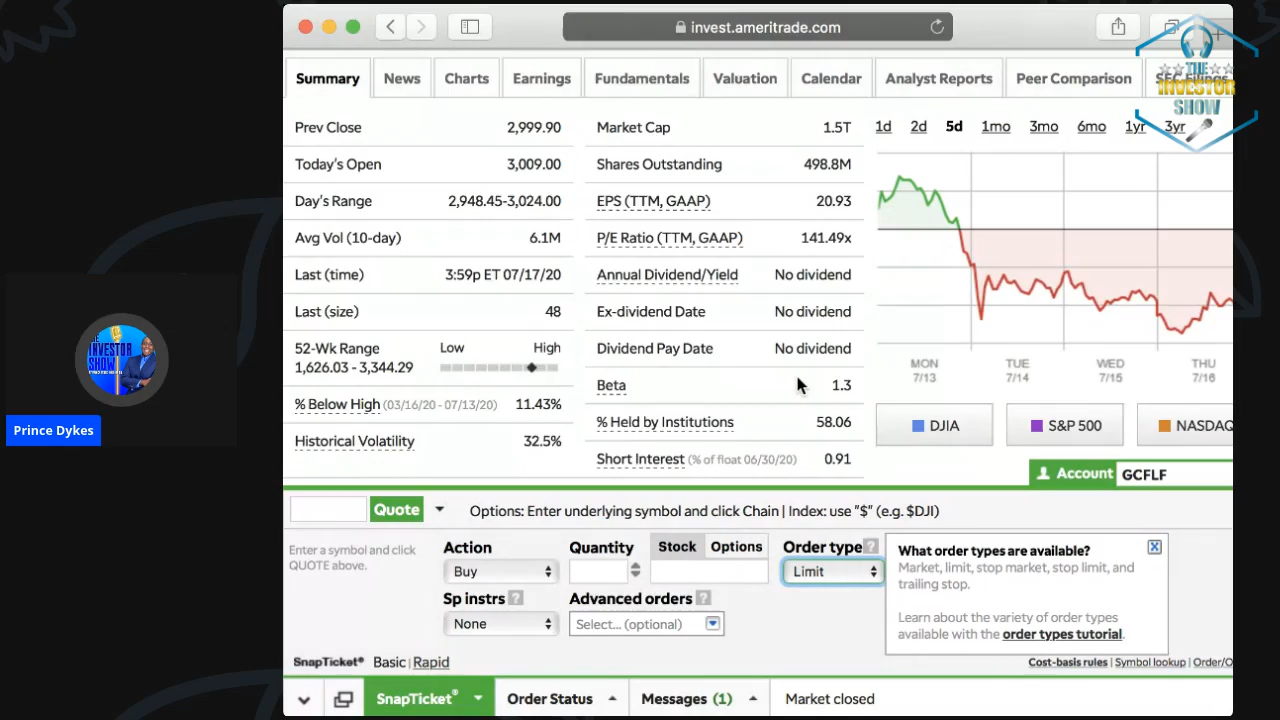 invest.ameritrade.com
Summary News Charts Earnings Fundamentals Valuation Calendar Analyst Reports Peer Comparison SEC Filings
THE INVESTOR SHOW
Prev Close 2,999.90
Today's Open 3,009.00
Day's Range 2,948.45-3,024.00
Avg Vol (10-day) 6.1M
Last (time) 3:59p ET 07/17/20
Last (size) 48
52-Wk Range Low High
1,626.03 - 3,344.29
% Below High (03/16/20 - 07/13/20) 11.43%
Historical Volatility 32.5%
Market Cap 1.5T
Shares Outstanding 498.8M
EPS (TTM, GAAP) 20.93
P/E Ratio (TTM, GAAP) 141.49x
Annual Dividend/Yield No dividend
Ex-dividend Date No dividend
Dividend Pay Date No dividend
Beta 1.3
% Held by Institutions 58.06
Short Interest (% of float 06/30/20) 0.91
1d 2d 5d 1mo 3mo 6mo 1yr 3yr
MON TUE WED THU
7/13 7/14 7/15 7/16
DJIA S&P 500 NASDAQ
Account GCFLF
THE
INVESTOR
SHOW
Prince Dykes
Quote Options: Enter underlying symbol and click Chain | Index: use "$" (e.g. $DJI)
Enter a symbol and click
QUOTE above.
Action Quantity Stock Options Order type ?
Buy Limit
Sp instrs ? Advanced orders ?
None Select... (optional)
What order types are available?
Market, limit, stop market, stop limit, and
trailing stop.
Learn about the variety of order types
available with the order types tutorial.
SnapTicket® Basic | Rapid
Cost-basis rules | Symbol lookup | Order/O
SnapTicket® Order Status Messages (1) Market closed